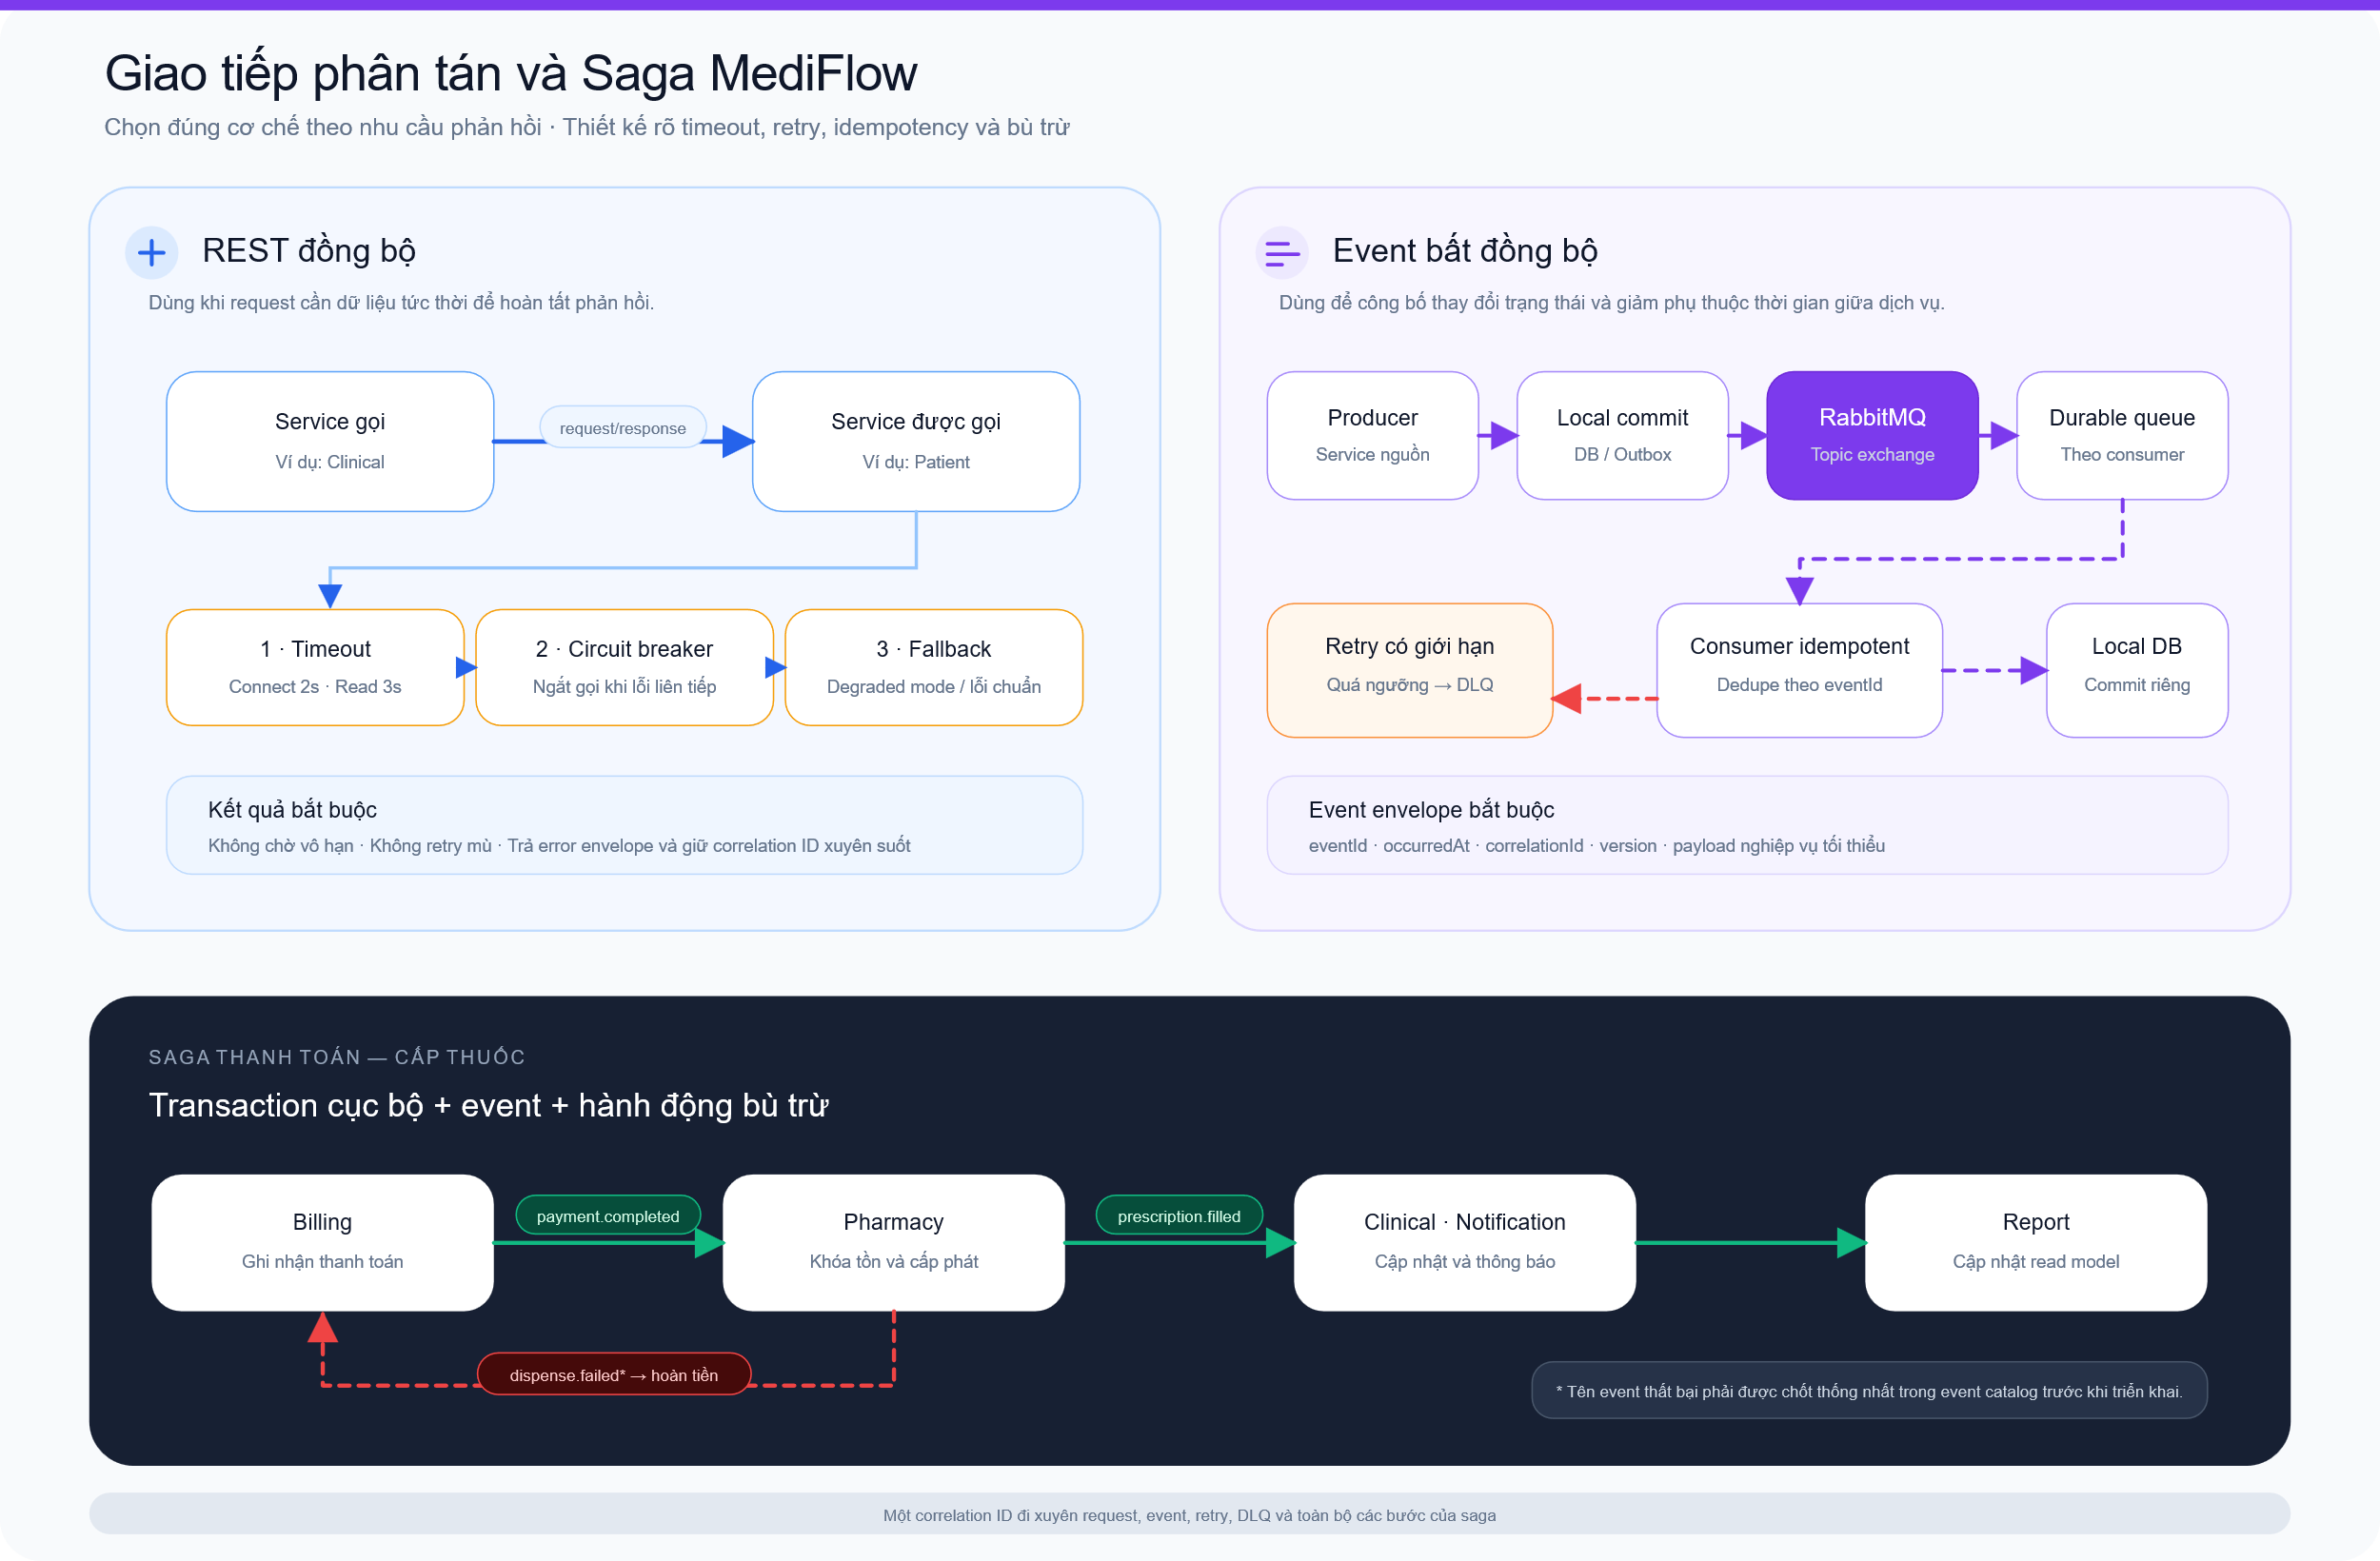 Giao tiếp phân tán và Saga MediFlow
Chọn đúng cơ chế theo nhu cầu phản hồi · Thiết kế rõ timeout, retry, idempotency và bù trừ
REST đồng bộ
Dùng khi request cần dữ liệu tức thời để hoàn tất phản hồi.
Service gọi
Ví dụ: Clinical
request/response
Service được gọi
Ví dụ: Patient
1 · Timeout
Connect 2s · Read 3s
2 · Circuit breaker
Ngắt gọi khi lỗi liên tiếp
3 · Fallback
Degraded mode / lỗi chuẩn
Kết quả bắt buộc
Không chờ vô hạn · Không retry mù · Trả error envelope và giữ correlation ID xuyên suốt
Event bất đồng bộ
Dùng để công bố thay đổi trạng thái và giảm phụ thuộc thời gian giữa dịch vụ.
Producer
Service nguồn
Local commit
DB / Outbox
RabbitMQ
Topic exchange
Durable queue
Theo consumer
Retry có giới hạn
Quá ngưỡng → DLQ
Consumer idempotent
Dedupe theo eventId
Local DB
Commit riêng
Event envelope bắt buộc
eventId · occurredAt · correlationId · version · payload nghiệp vụ tối thiểu
SAGA THANH TOÁN — CẤP THUỐC
Transaction cục bộ + event + hành động bù trừ
Billing
Ghi nhận thanh toán
payment.completed
Pharmacy
Khóa tồn và cấp phát
prescription.filled
Clinical · Notification
Cập nhật và thông báo
Report
Cập nhật read model
dispense.failed* → hoàn tiền
* Tên event thất bại phải được chốt thống nhất trong event catalog trước khi triển khai.
Một correlation ID đi xuyên request, event, retry, DLQ và toàn bộ các bước của saga